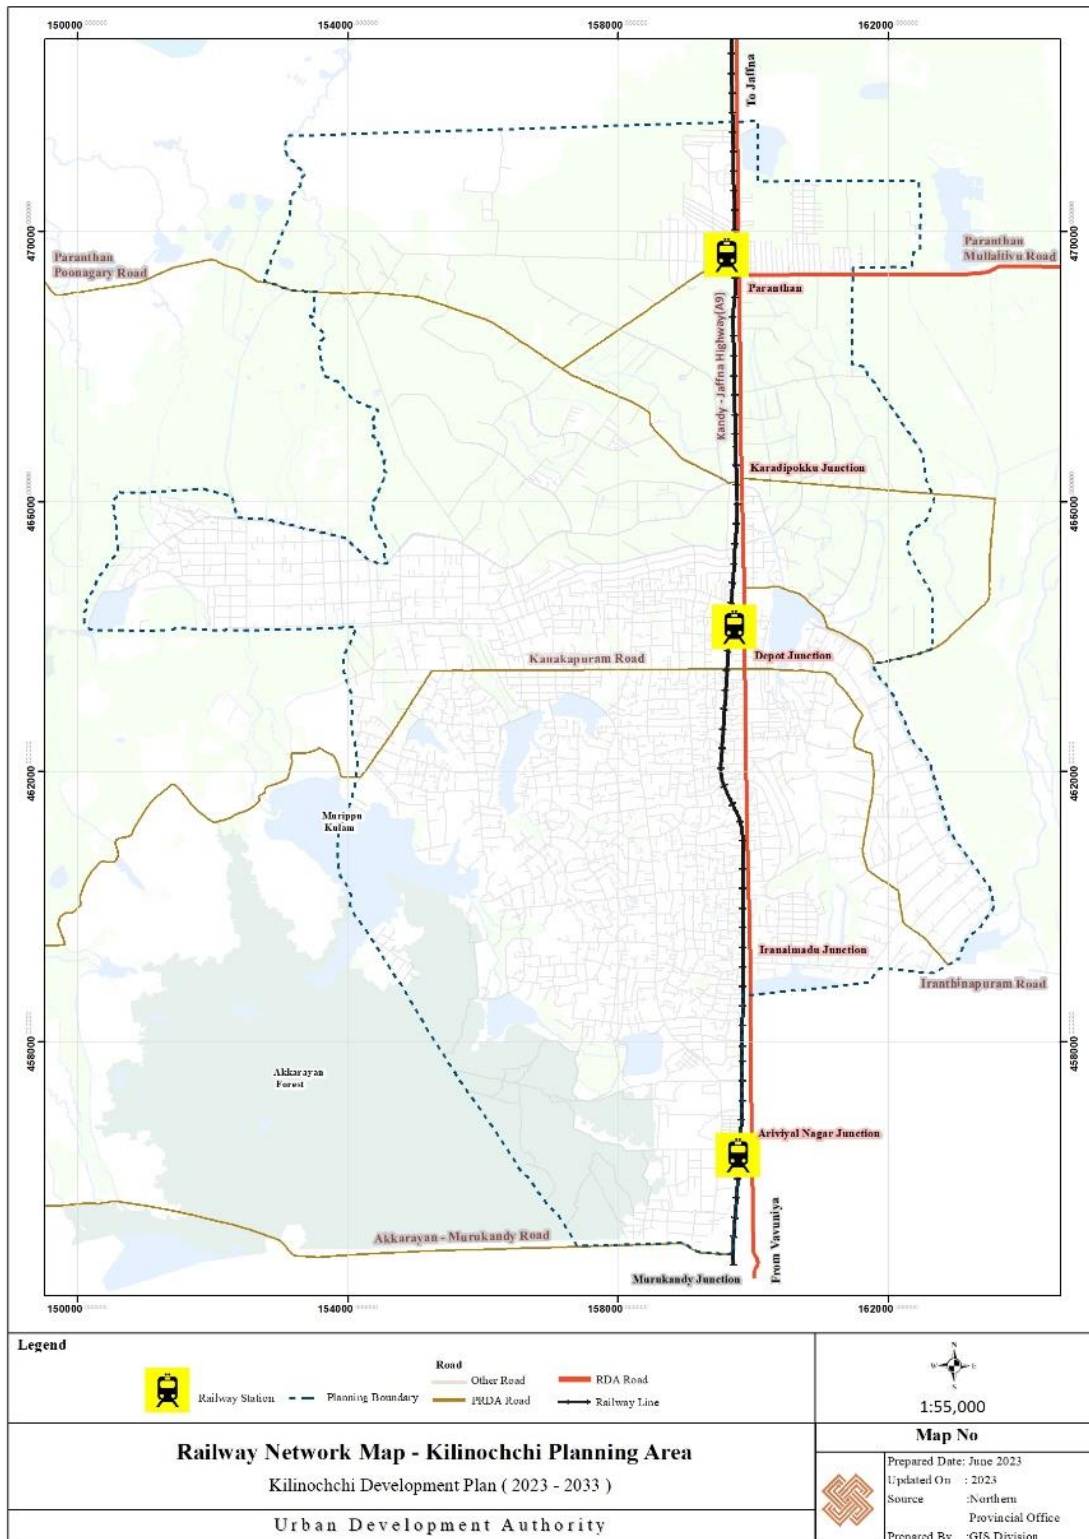 150000
154000
158000
162000
To Jaffna
470000
470000
Paranthan
Poonagary Road
Paranthan
Mullaitivu Road
Paranthan
Kandy - Jaffna Highway(A9)
Karadipokku Junction
466000
466000
Kanakapuram Road
Depot Junction
462000
462000
Murippu
Kulam
Iranaimadu Junction
Iranthinapuram Road
458000
458000
Akkarayan
Forest
Ariviyal Nagar Junction
Akkarayan - Murukandy Road
From Vavuniya
Murukandy Junction
150000
154000
158000
162000
Legend
Railway Station
Planning Boundary
Road
Other Road
RDA Road
PRDA Road
Railway Line
N
W E
S
1:55,000
Railway Network Map - Kilinochchi Planning Area
Kilinochchi Development Plan ( 2023 - 2033 )
Urban Development Authority
Map No
Prepared Date: June 2023
Updated On : 2023
Source :Northern
Provincial Office
Prepared By :GIS Division